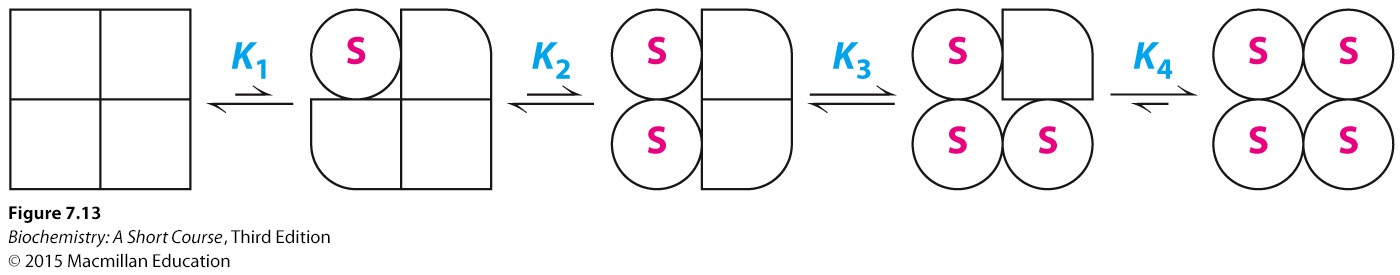 S K1 S K2 S K3 S K4 S S
S S S S S
Figure 7.13
Biochemistry: A Short Course, Third Edition
© 2015 Macmillan Education